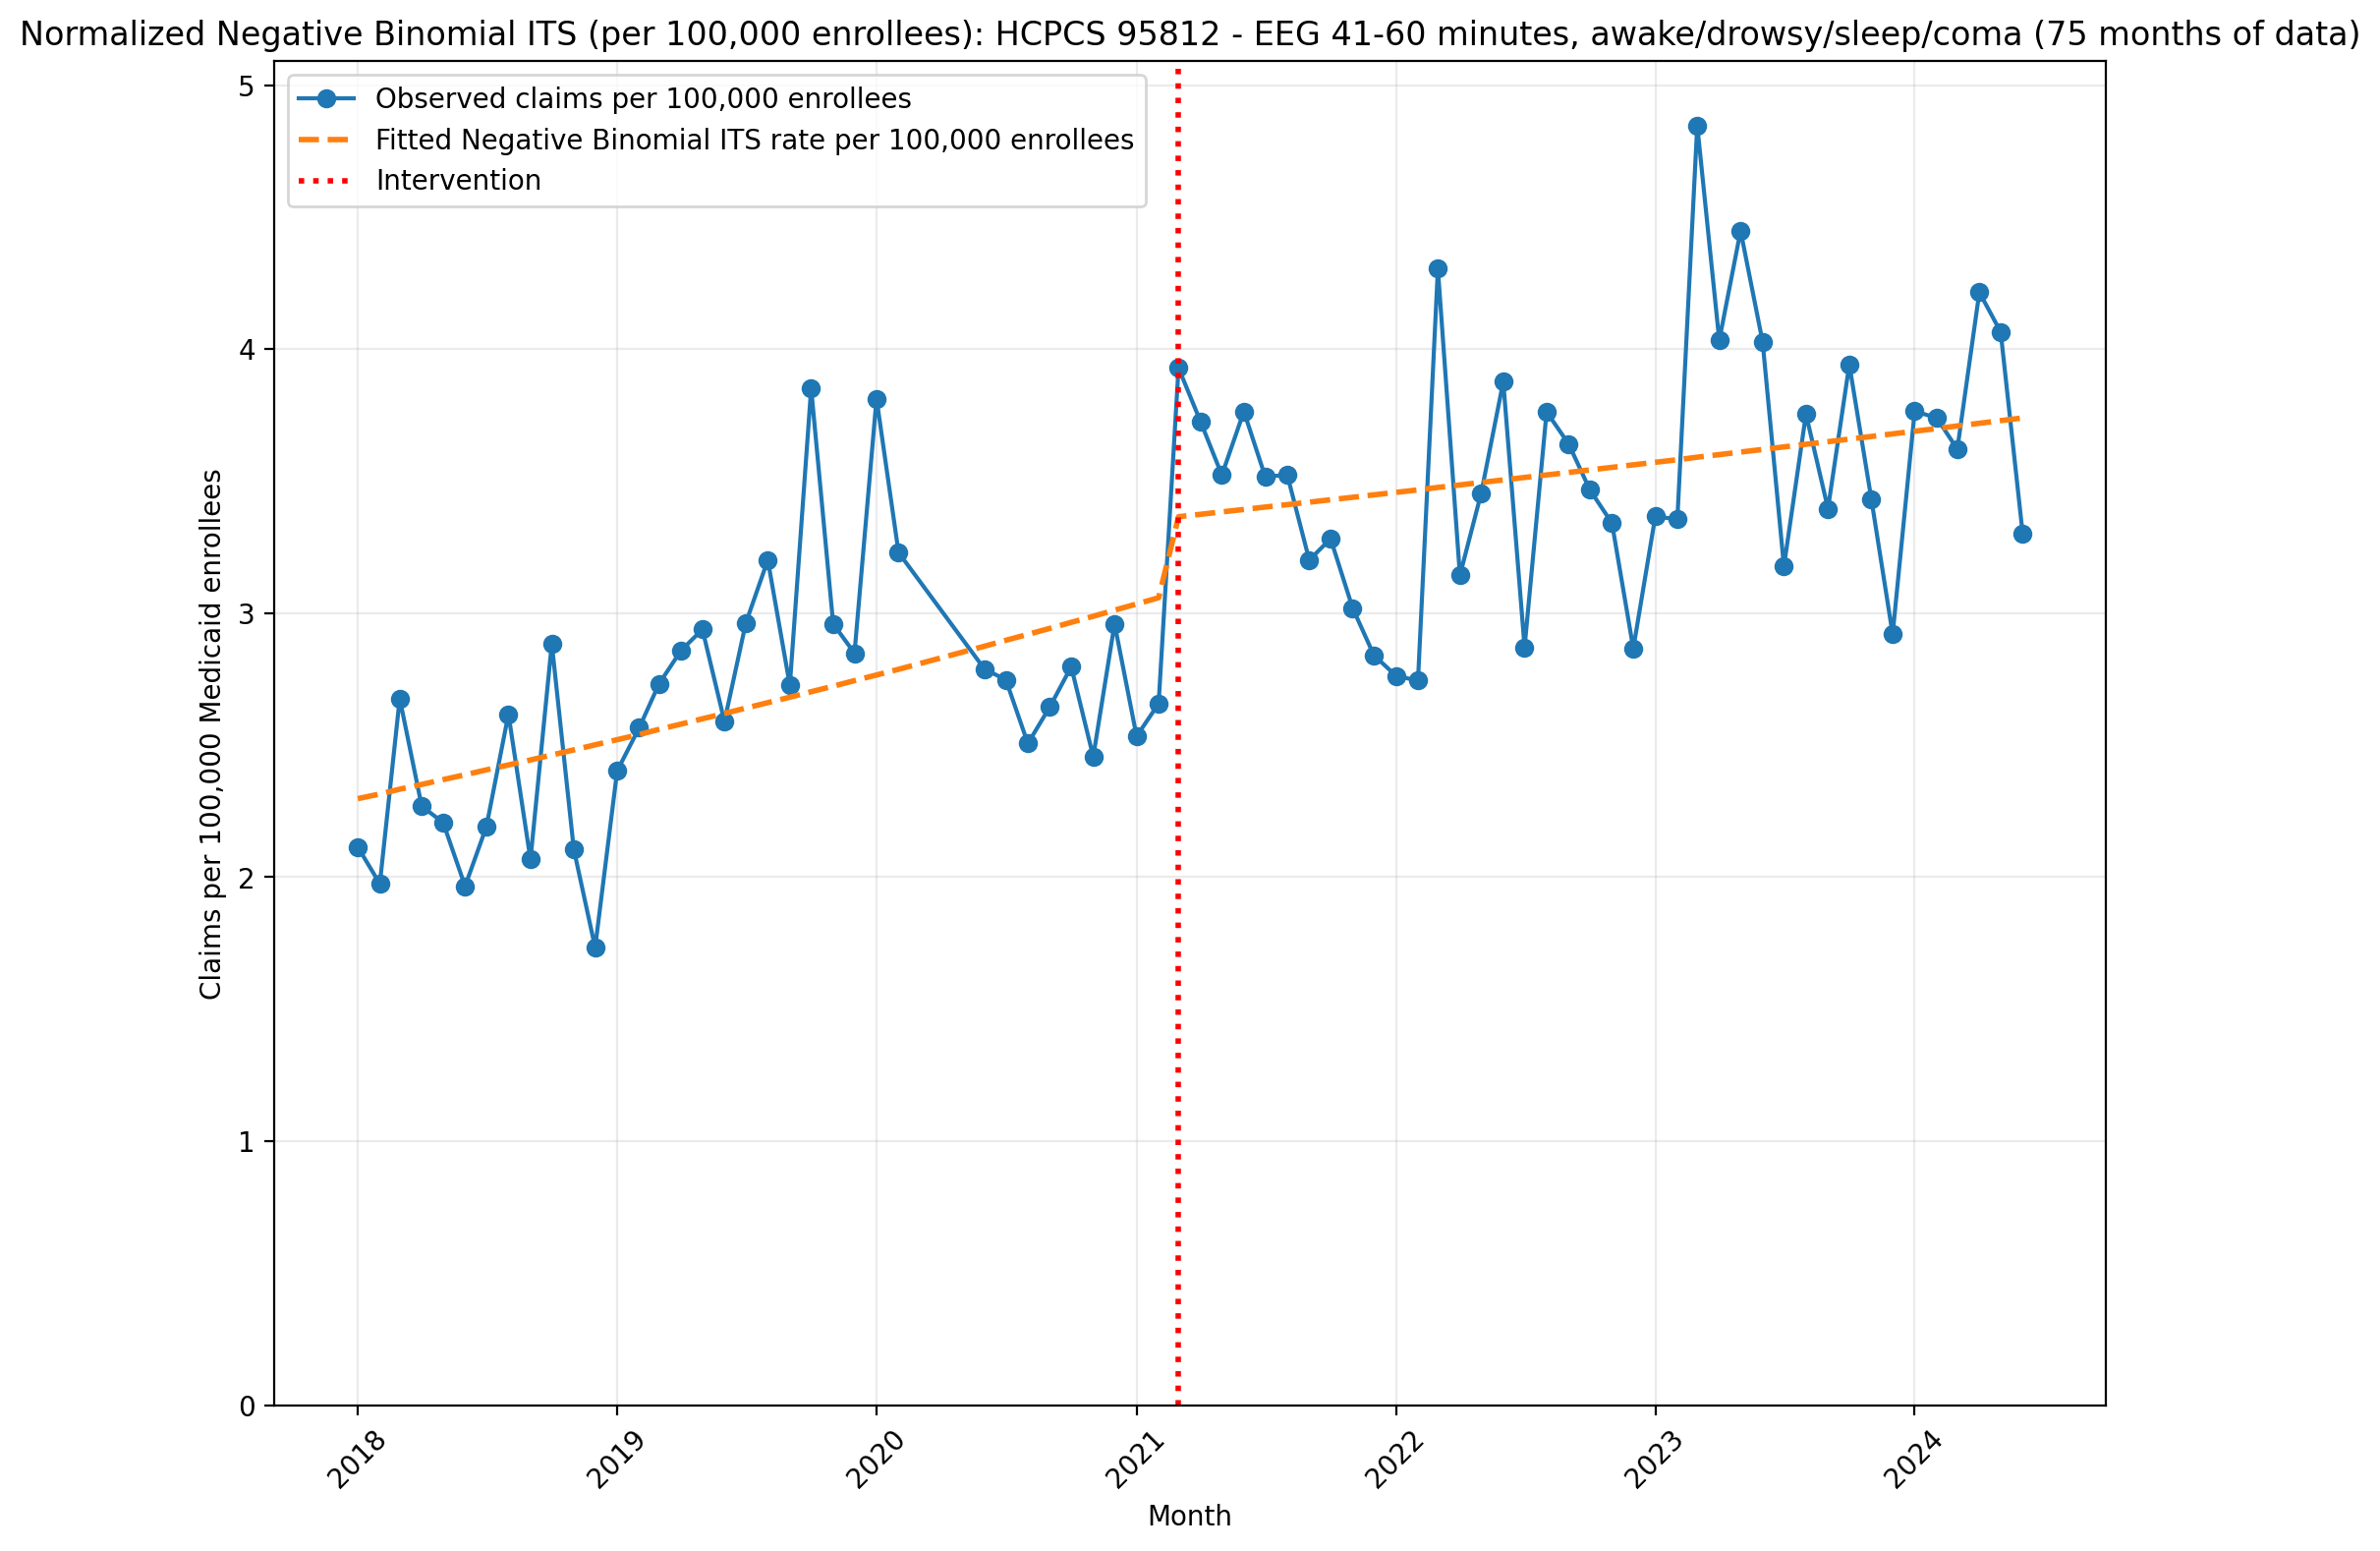 Normalized Negative Binomial ITS (per 100,000 enrollees): HCPCS 95812 - EEG 41-60 minutes, awake/drowsy/sleep/coma (75 months of data)
Observed claims per 100,000 enrollees
Fitted Negative Binomial ITS rate per 100,000 enrollees
Intervention
Claims per 100,000 Medicaid enrollees
5
4
3
2
1
0
2018
2019
2020
2021
2022
2023
2024
Month